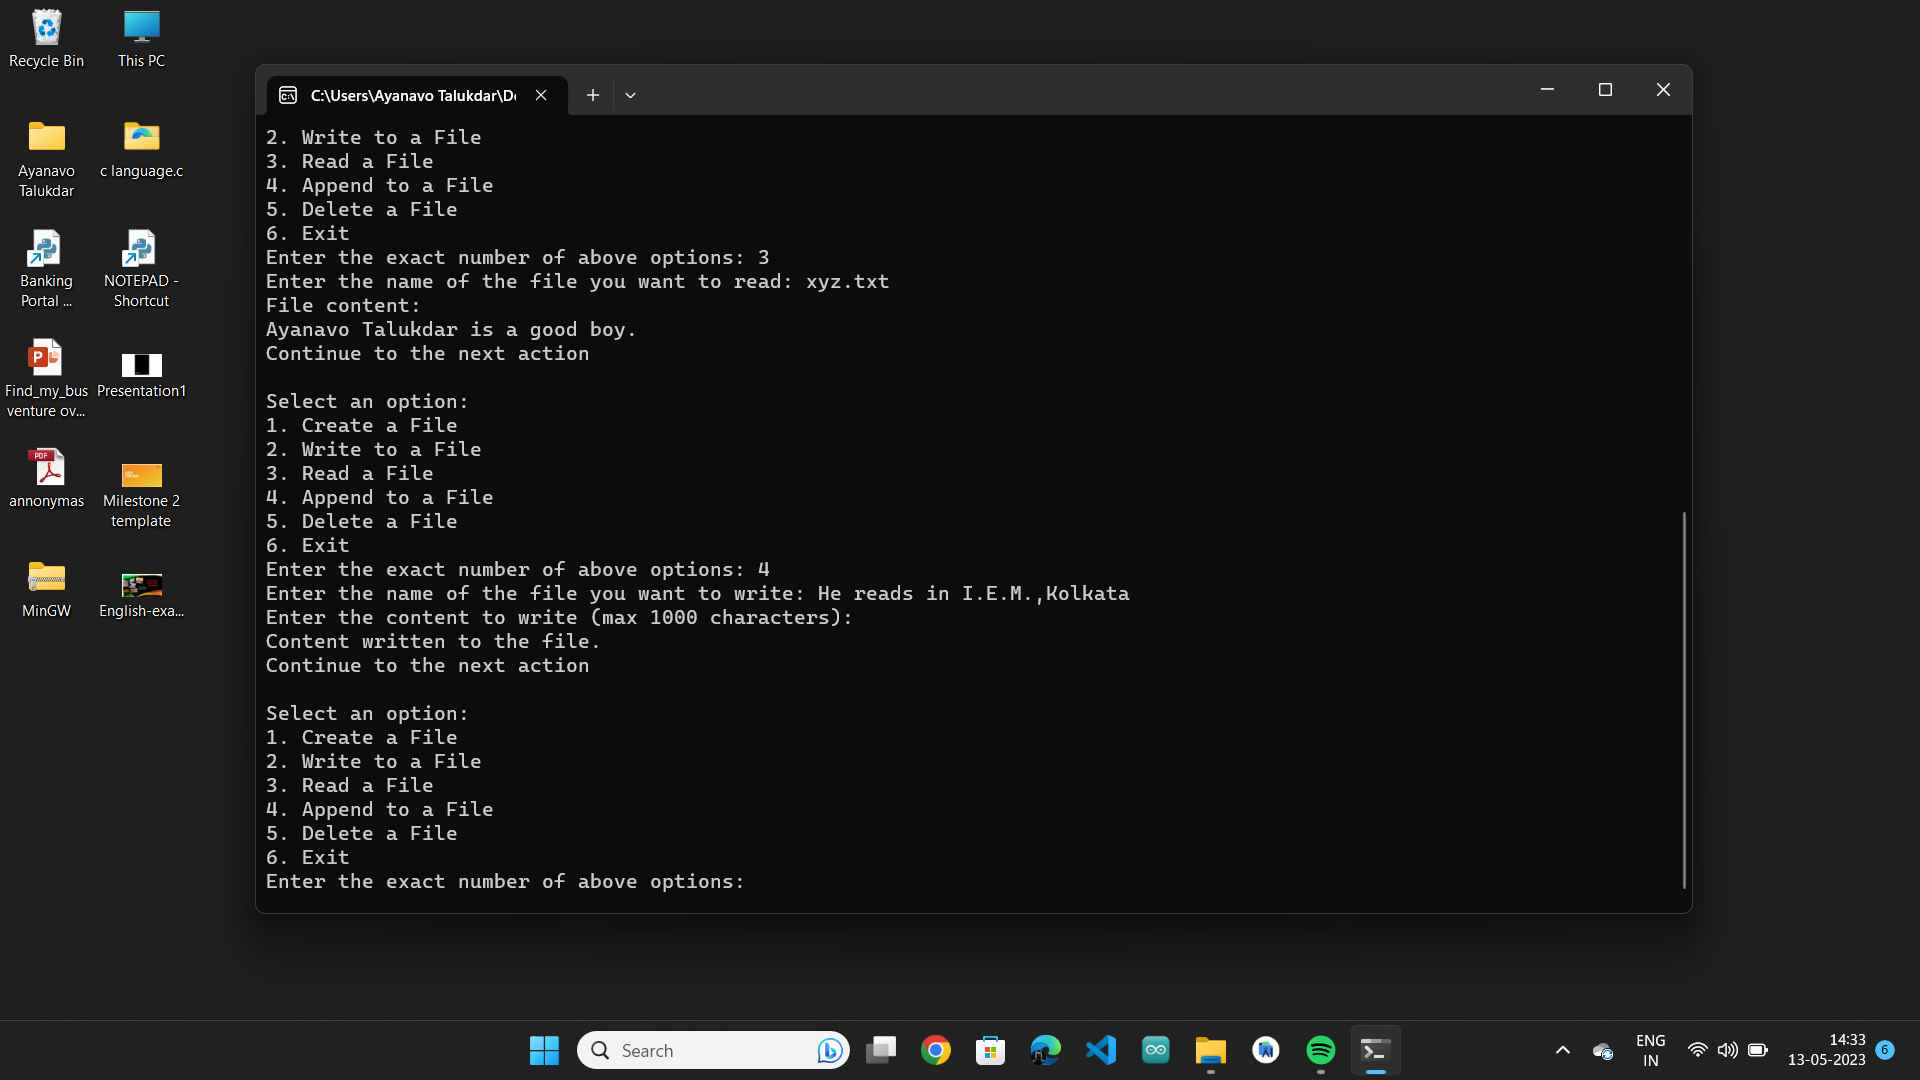 Recycle Bin
This PC
Ayanavo
Talukdar
c language.c
Banking
Portal ...
NOTEPAD -
Shortcut
Find_my_bus
venture ov...
Presentation1
PDF
annonymas
Milestone 2
template
MinGW
English-exa...
C:\Users\Ayanavo Talukdar\De
2. Write to a File
3. Read a File
4. Append to a File
5. Delete a File
6. Exit
Enter the exact number of above options: 3
Enter the name of the file you want to read: xyz.txt
File content:
Ayanavo Talukdar is a good boy.
Continue to the next action
Select an option:
1. Create a File
2. Write to a File
3. Read a File
4. Append to a File
5. Delete a File
6. Exit
Enter the exact number of above options: 4
Enter the name of the file you want to write: He reads in I.E.M.,Kolkata
Enter the content to write (max 1000 characters):
Content written to the file.
Continue to the next action
Select an option:
1. Create a File
2. Write to a File
3. Read a File
4. Append to a File
5. Delete a File
6. Exit
Enter the exact number of above options:
Search
ENG
IN
14:33
13-05-2023
6